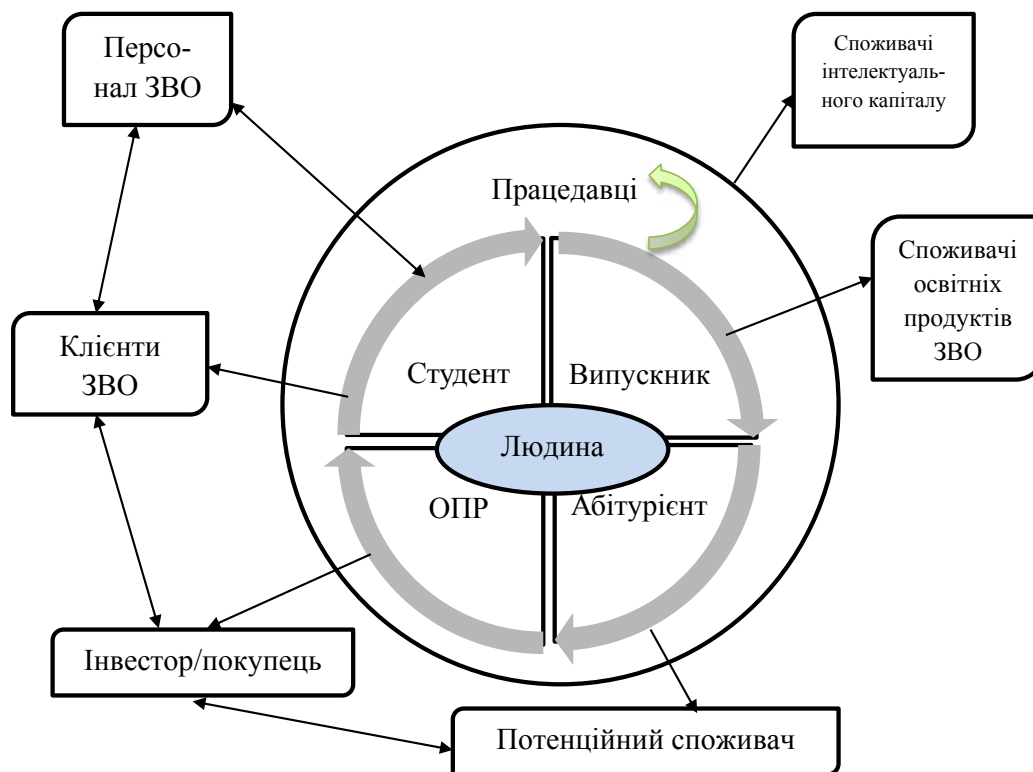 Персо-
нал ЗВО
Споживачі
інтелектуаль-
ного капіталу
Працедавці
Споживачі
освітніх
продуктів
ЗВО
Клієнти
ЗВО
Студент
Випускник
Людина
ОПР
Абітурієнт
Інвестор/покупець
Потенційний споживач